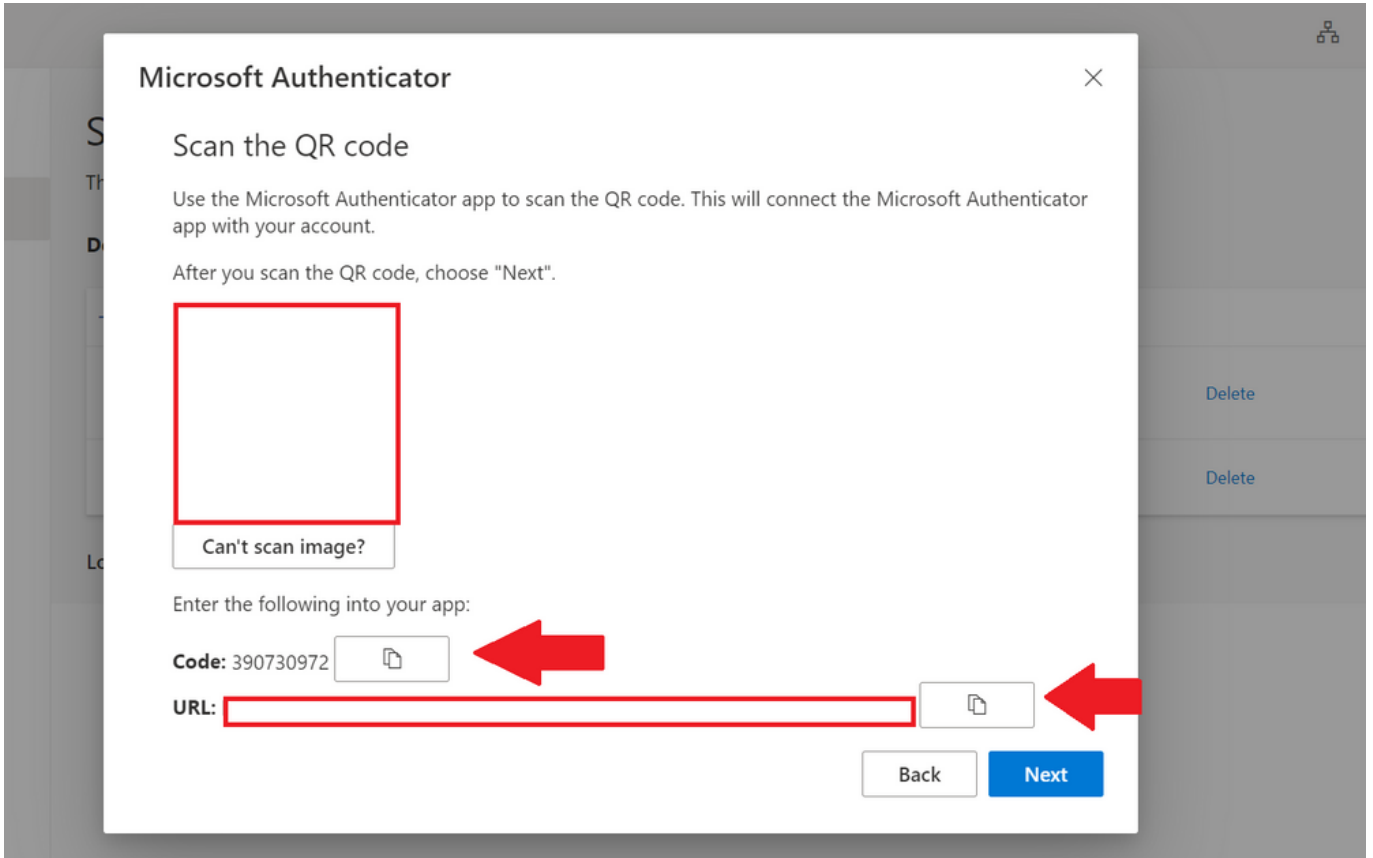 Microsoft Authenticator
S
Scan the QR code
Th
Use the Microsoft Authenticator app to scan the QR code. This will connect the Microsoft Authenticator
app with your account.
D
After you scan the QR code, choose "Next".
Delete
Delete
Can't scan image?
Lo
Enter the following into your app:
Code: 390730972
URL:
Back
Next